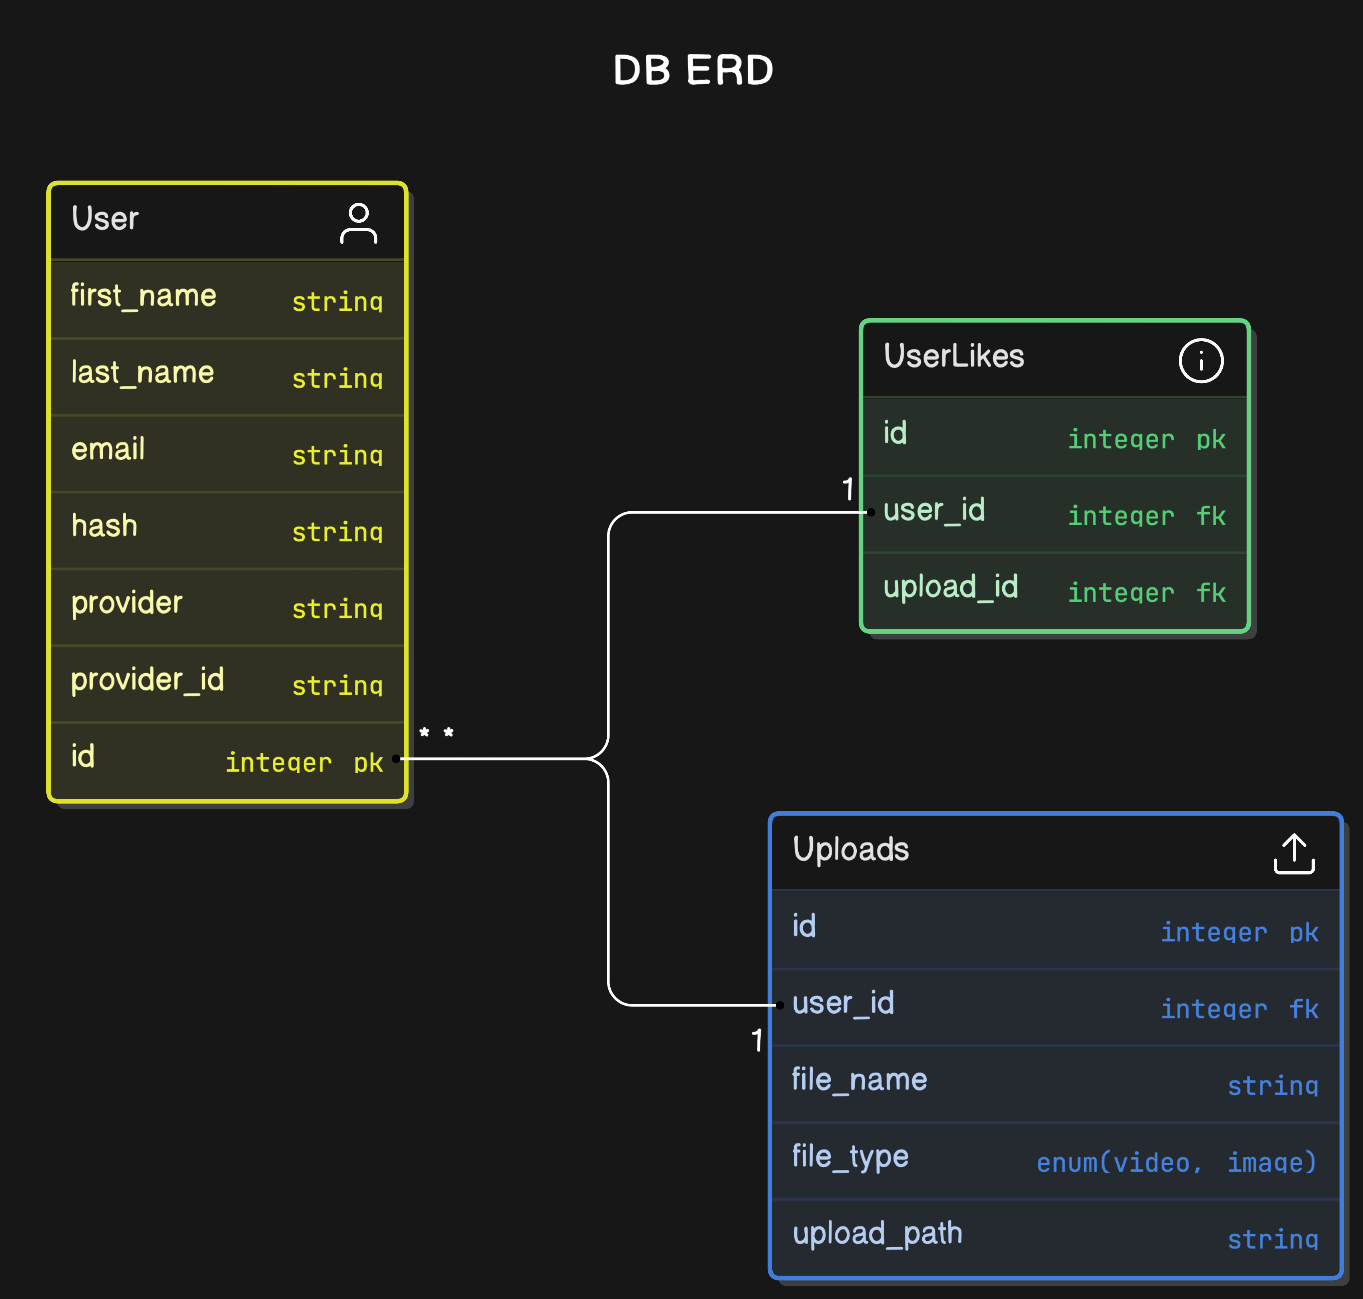 DB ERD
User
first_name string
last_name string
email string
hash string
provider string
provider_id string
id integer pk
* *
UserLikes
id integer pk
1
user_id integer fk
upload_id integer fk
Uploads
id integer pk
user_id integer fk
1
file_name string
file_type enum(video, image)
upload_path string